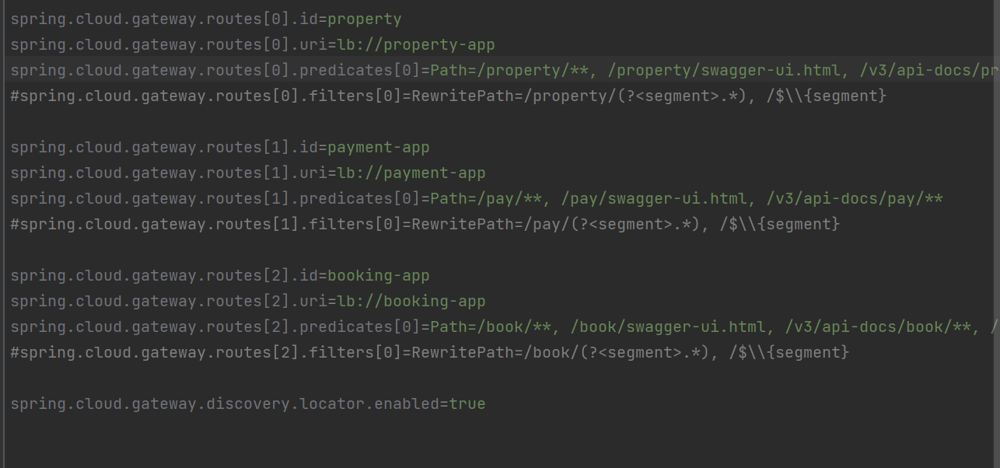 spring.cloud.gateway.routes[0].id=property
spring.cloud.gateway.routes[0].uri=lb://property-app
spring.cloud.gateway.routes[0].predicates[0]=Path=/property/**, /property/swagger-ui.html, /v3/api-docs/pr
#spring.cloud.gateway.routes[0].filters[0]=RewritePath=/property/(?<segment>.*), /$\\{segment}
spring.cloud.gateway.routes[1].id=payment-app
spring.cloud.gateway.routes[1].uri=lb://payment-app
spring.cloud.gateway.routes[1].predicates[0]=Path=/pay/**, /pay/swagger-ui.html, /v3/api-docs/pay/**
#spring.cloud.gateway.routes[1].filters[0]=RewritePath=/pay/(?<segment>.*), /$\\{segment}
spring.cloud.gateway.routes[2].id=booking-app
spring.cloud.gateway.routes[2].uri=lb://booking-app
spring.cloud.gateway.routes[2].predicates[0]=Path=/book/**, /book/swagger-ui.html, /v3/api-docs/book/**, /
#spring.cloud.gateway.routes[2].filters[0]=RewritePath=/book/(?<segment>.*), /$\\{segment}
spring.cloud.gateway.discovery.locator.enabled=true